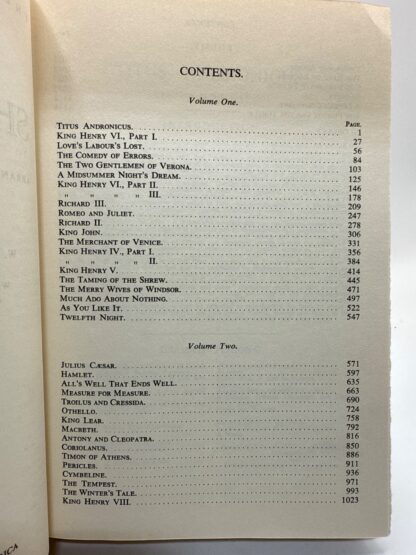 CONTENTS.
Volume One.
PAGE.
TITUS ANDRONICUS. 1
KING HENRY VI., PART I. 27
LOVE'S LABOUR'S LOST. 56
THE COMEDY OF ERRORS. 84
THE TWO GENTLEMEN OF VERONA. 103
A MIDSUMMER NIGHT'S DREAM. 125
KING HENRY VI., PART II. 146
" " " " III. 178
RICHARD III. 209
ROMEO AND JULIET. 247
RICHARD II. 278
KING JOHN. 306
THE MERCHANT OF VENICE. 331
KING HENRY IV., PART I. 356
" " " " II. 384
KING HENRY V. 414
THE TAMING OF THE SHREW. 445
THE MERRY WIVES OF WINDSOR. 471
MUCH ADO ABOUT NOTHING. 497
AS YOU LIKE IT. 522
TWELFTH NIGHT. 547
Volume Two.
JULIUS CÆSAR. 571
HAMLET. 597
ALL'S WELL THAT ENDS WELL. 635
MEASURE FOR MEASURE. 663
TROILUS AND CRESSIDA. 690
OTHELLO. 724
KING LEAR. 758
MACBETH. 792
ANTONY AND CLEOPATRA. 816
CORIOLANUS. 850
TIMON OF ATHENS. 886
PERICLES. 911
CYMBELINE. 936
THE TEMPEST. 971
THE WINTER'S TALE. 993
KING HENRY VIII. 1023